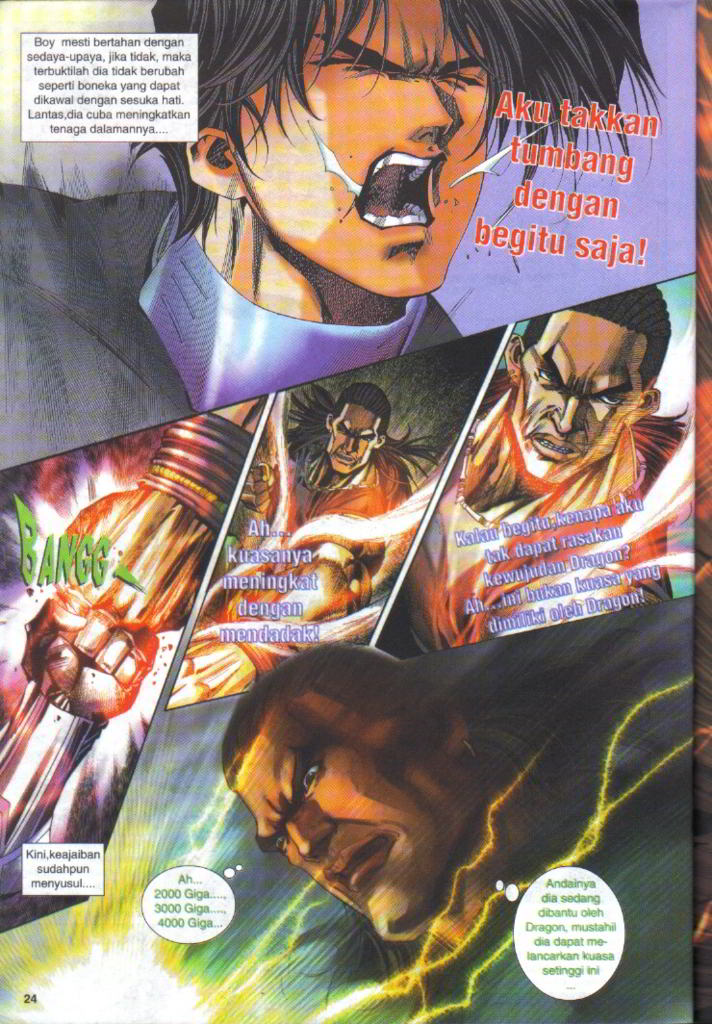 Boy mesti bertahan dengan
sedaya-upaya, jika tidak, maka
terbuktilah dia tidak berubah
seperti boneka yang dapat
dikawal dengan sesuka hati.
Lantas,dia cuba meningkatkan
tenaga dalamannya....
Aku takkan
tumbang
dengan
begitu saja!
BANGG
Ah...
kuasanya
meningkat
dengan
mendadak!
Kalau begitu,kenapa aku
tak dapat rasakan
kewujudan Dragon?
Ah...ini bukan kuasa yang
dimiliki oleh Dragon!
Kini,keajaiban
sudahpun
menyusul....
Ah...
2000 Giga....,
3000 Giga....,
4000 Giga...
Andainya
dia sedang
dibantu oleh
Dragon, mustahil
dia dapat me-
lancarkan kuasa
setinggi ini
...
24